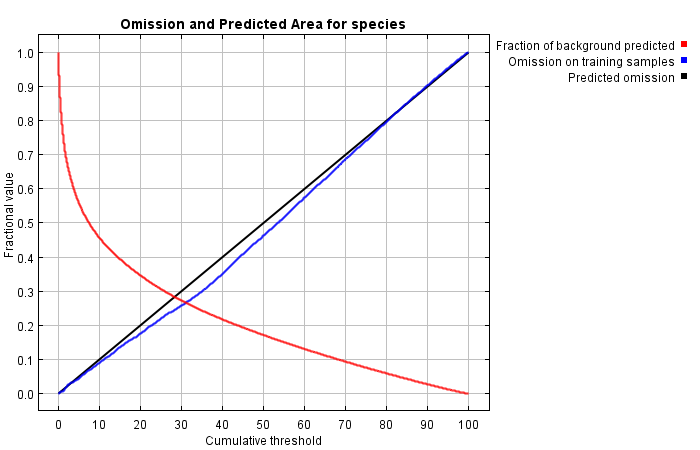 Omission and Predicted Area for species
Fraction of background predicted
Omission on training samples
Predicted omission
Fractional value
1.0
0.9
0.8
0.7
0.6
0.5
0.4
0.3
0.2
0.1
0.0
0 10 20 30 40 50 60 70 80 90 100
Cumulative threshold